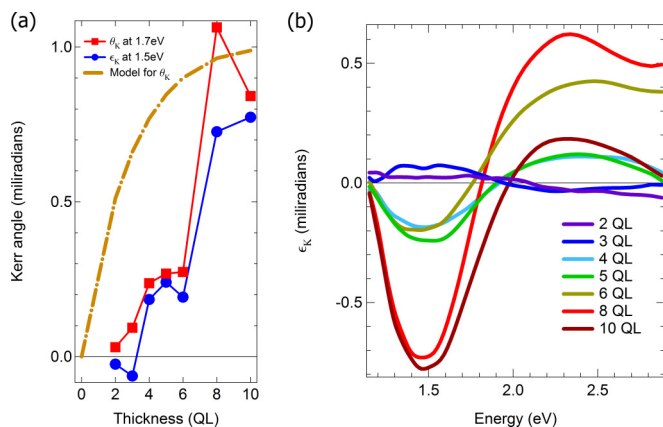 (a)
θK at 1.7eV
ϵK at 1.5eV
Model for θK
Kerr angle (miliradians)
1.0
0.5
0.0
0 2 4 6 8 10
Thickness (QL)
(b)
ϵK (miliradians)
0.5
0.0
-0.5
2 QL
3 QL
4 QL
5 QL
6 QL
8 QL
10 QL
1.5 2.0 2.5
Energy (eV)